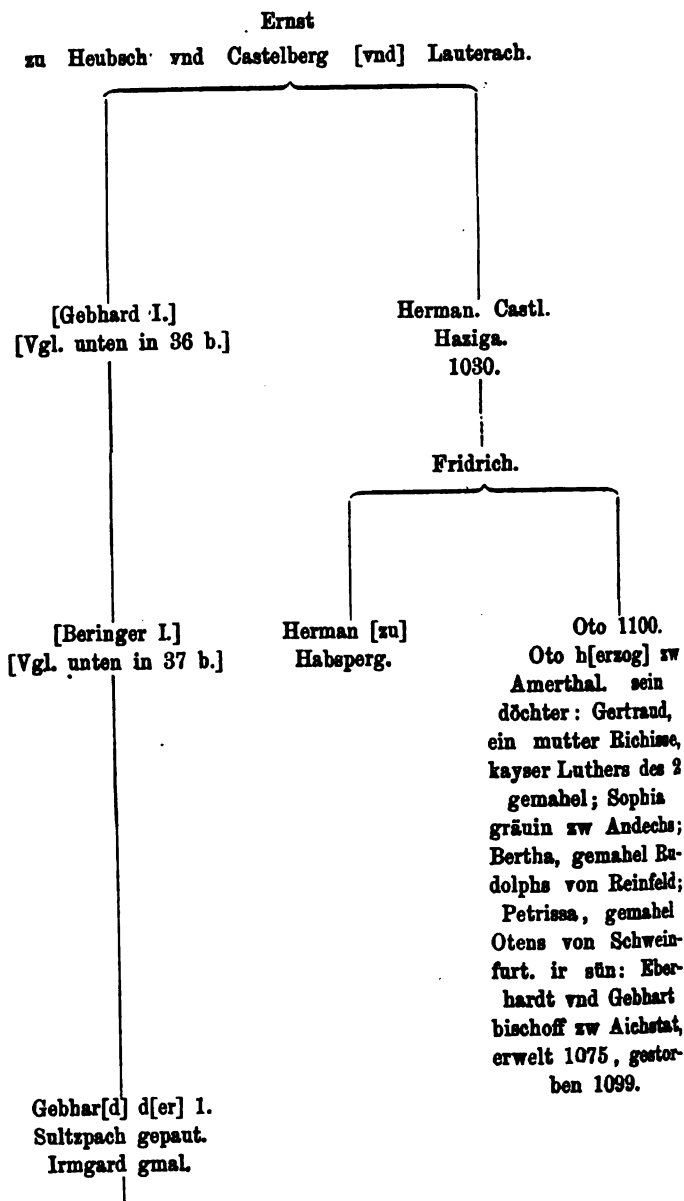 Ernst
zu Heubsch vnd Castelberg [vnd] Lauterach.
[Gebhard I.]
[Vgl. unten in 36 b.]
Herman. Castl.
Haziga.
1030.
Fridrich.
[Beringer I.]
[Vgl. unten in 37 b.]
Herman [zu]
Habsperg.
Oto 1100.
Oto h[erzog] zw
Amerthal. sein
döchter: Gertraud,
ein mutter Richisse,
kayser Luthers des 2
gemahel; Sophia
gräuin zw Andechs;
Bertha, gemahel Ru-
dolphs von Reinfeld;
Petrissa, gemahel
Otens von Schwein-
furt. ir sün: Eber-
hardt vnd Gebhart
bischoff zw Aichstat,
erwelt 1075, gestor-
ben 1099.
Gebhar[d] d[er] 1.
Sultzpach gepaut.
Irmgard gmal.